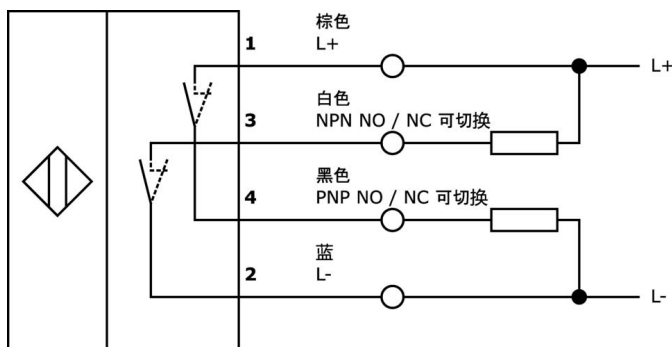 棕色
1 L+
L+
白色
3 NPN NO / NC 可切换
黑色
4 PNP NO / NC 可切换
蓝
2 L-
L-